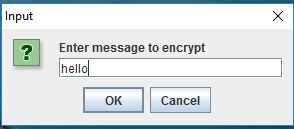 Input
Enter message to encrypt
hello
OK Cancel